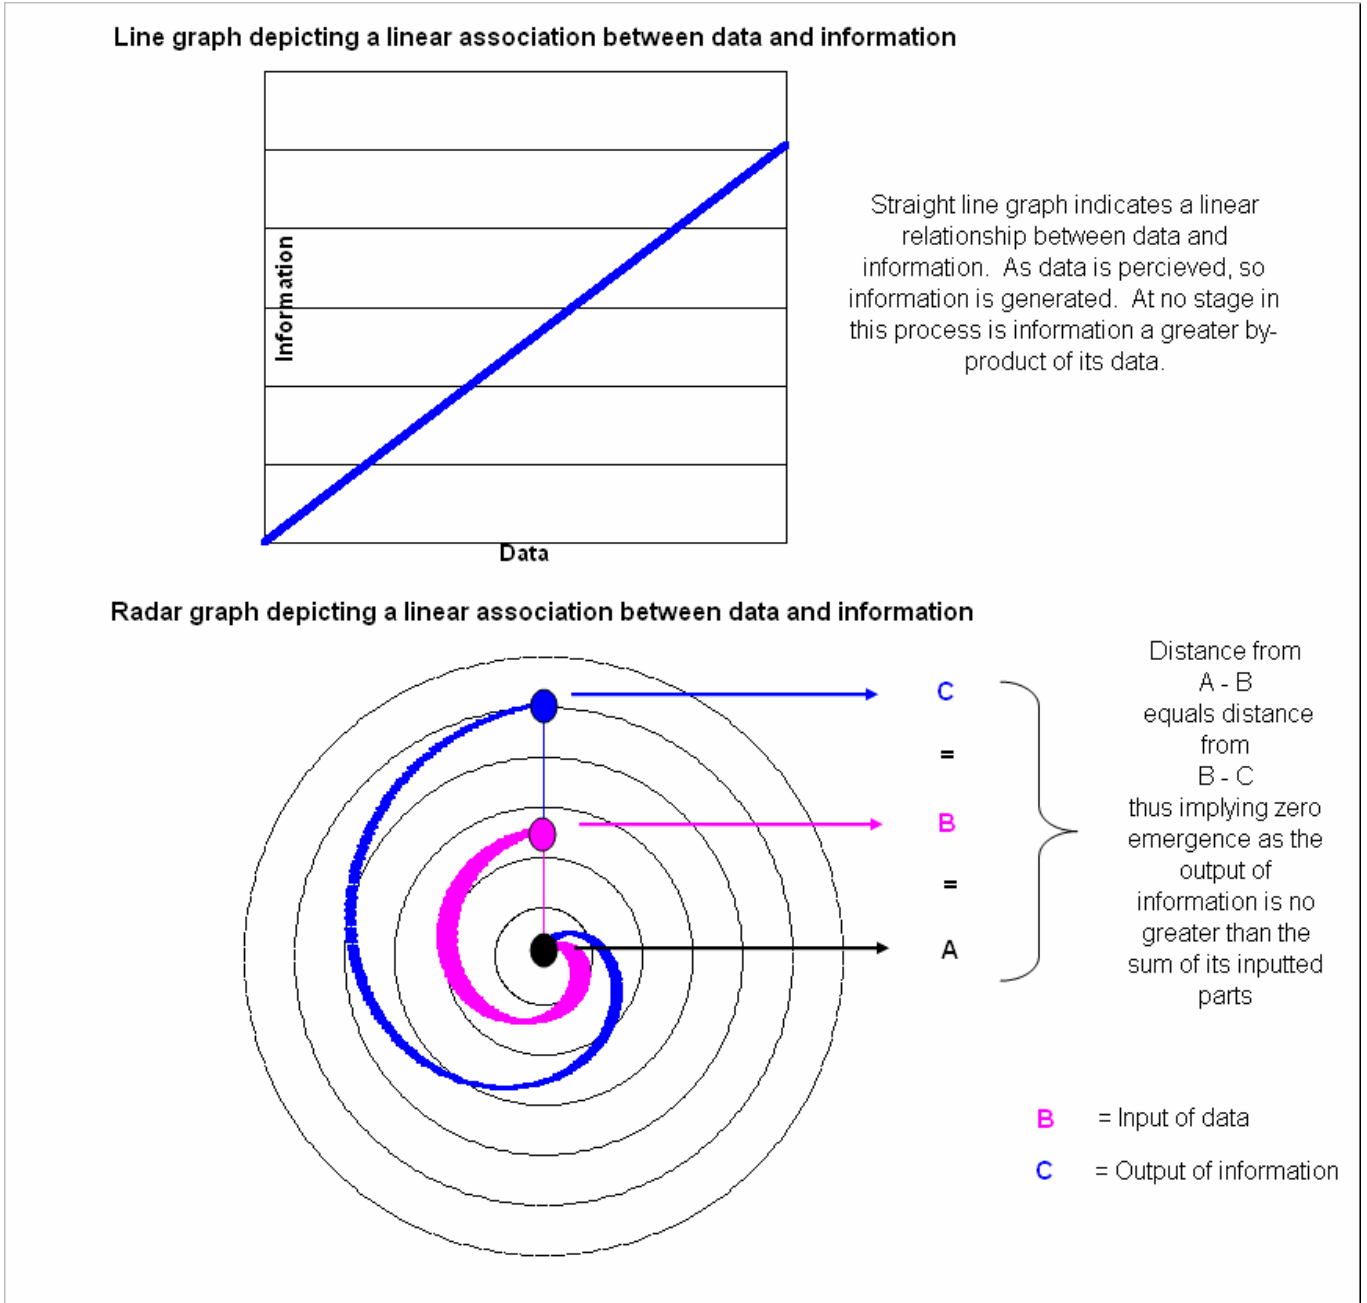 Line graph depicting a linear association between data and information
Information
Data
Straight line graph indicates a linear
relationship between data and
information. As data is percieved, so
information is generated. At no stage in
this process is information a greater by-
product of its data.
Radar graph depicting a linear association between data and information
C
=
B
=
A
Distance from
A - B
equals distance
from
B - C
thus implying zero
emergence as the
output of
information is no
greater than the
sum of its inputted
parts
B = Input of data
C = Output of information